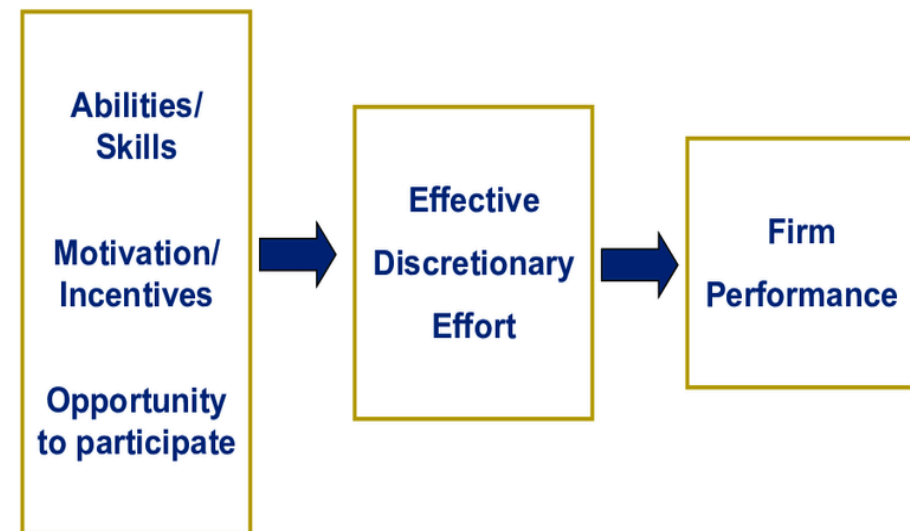 Abilities/
Skills
Motivation/
Incentives
Opportunity
to participate
Effective
Discretionary
Effort
Firm
Performance